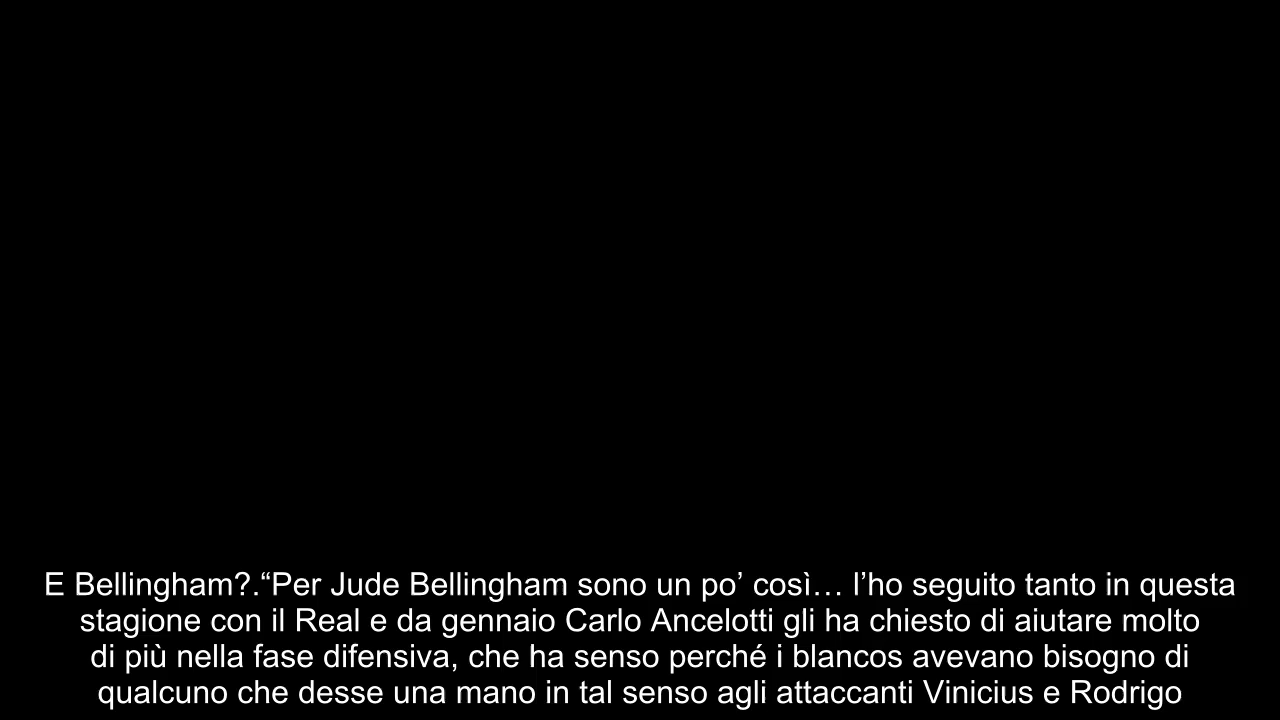 E Bellingham?.“Per Jude Bellingham sono un po’ così… l’ho seguito tanto in questa
stagione con il Real e da gennaio Carlo Ancelotti gli ha chiesto di aiutare molto
di più nella fase difensiva, che ha senso perché i blancos avevano bisogno di
qualcuno che desse una mano in tal senso agli attaccanti Vinicius e Rodrigo